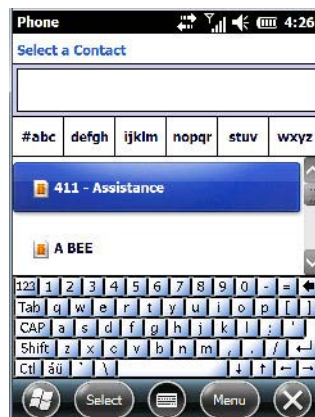 Phone 4:26
Select a Contact
#abc defgh ijklm nopqr stuv wxyz
411 - Assistance
A BEE
123 1 2 3 4 5 6 7 8 9 0 - =
Tab q w e r t y u i o p [ ]
CAP a s d f g h j k l ; '
Shift z x c v b n m , . /
Ctl áü ` \
Select Menu